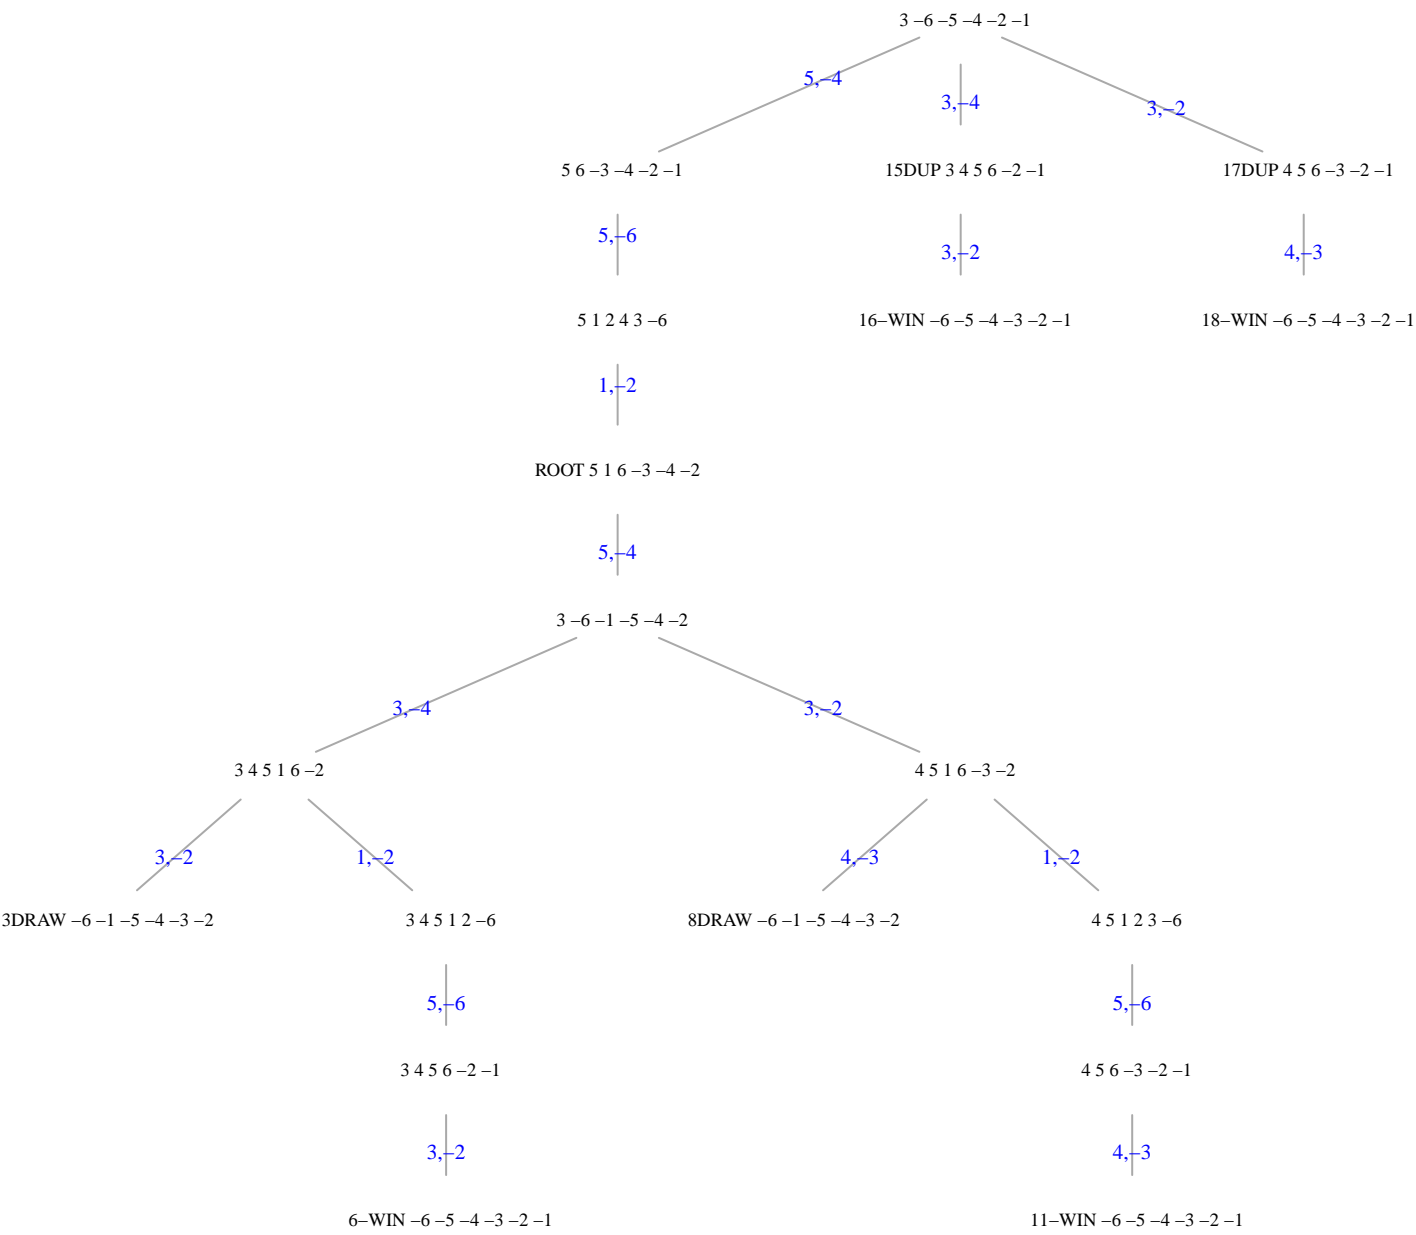 3 –6 –5 –4 –2 –1
5,–4
3,–4
3,–2
5 6 –3 –4 –2 –1
15DUP 3 4 5 6 –2 –1
17DUP 4 5 6 –3 –2 –1
5,–6
3,–2
4,–3
5 1 2 4 3 –6
16–WIN –6 –5 –4 –3 –2 –1
18–WIN –6 –5 –4 –3 –2 –1
1,–2
ROOT 5 1 6 –3 –4 –2
5,–4
3 –6 –1 –5 –4 –2
3,–4
3,–2
3 4 5 1 6 –2
4 5 1 6 –3 –2
3,–2
1,–2
4,–3
1,–2
3DRAW –6 –1 –5 –4 –3 –2
3 4 5 1 2 –6
8DRAW –6 –1 –5 –4 –3 –2
4 5 1 2 3 –6
5,–6
5,–6
3 4 5 6 –2 –1
4 5 6 –3 –2 –1
3,–2
4,–3
6–WIN –6 –5 –4 –3 –2 –1
11–WIN –6 –5 –4 –3 –2 –1